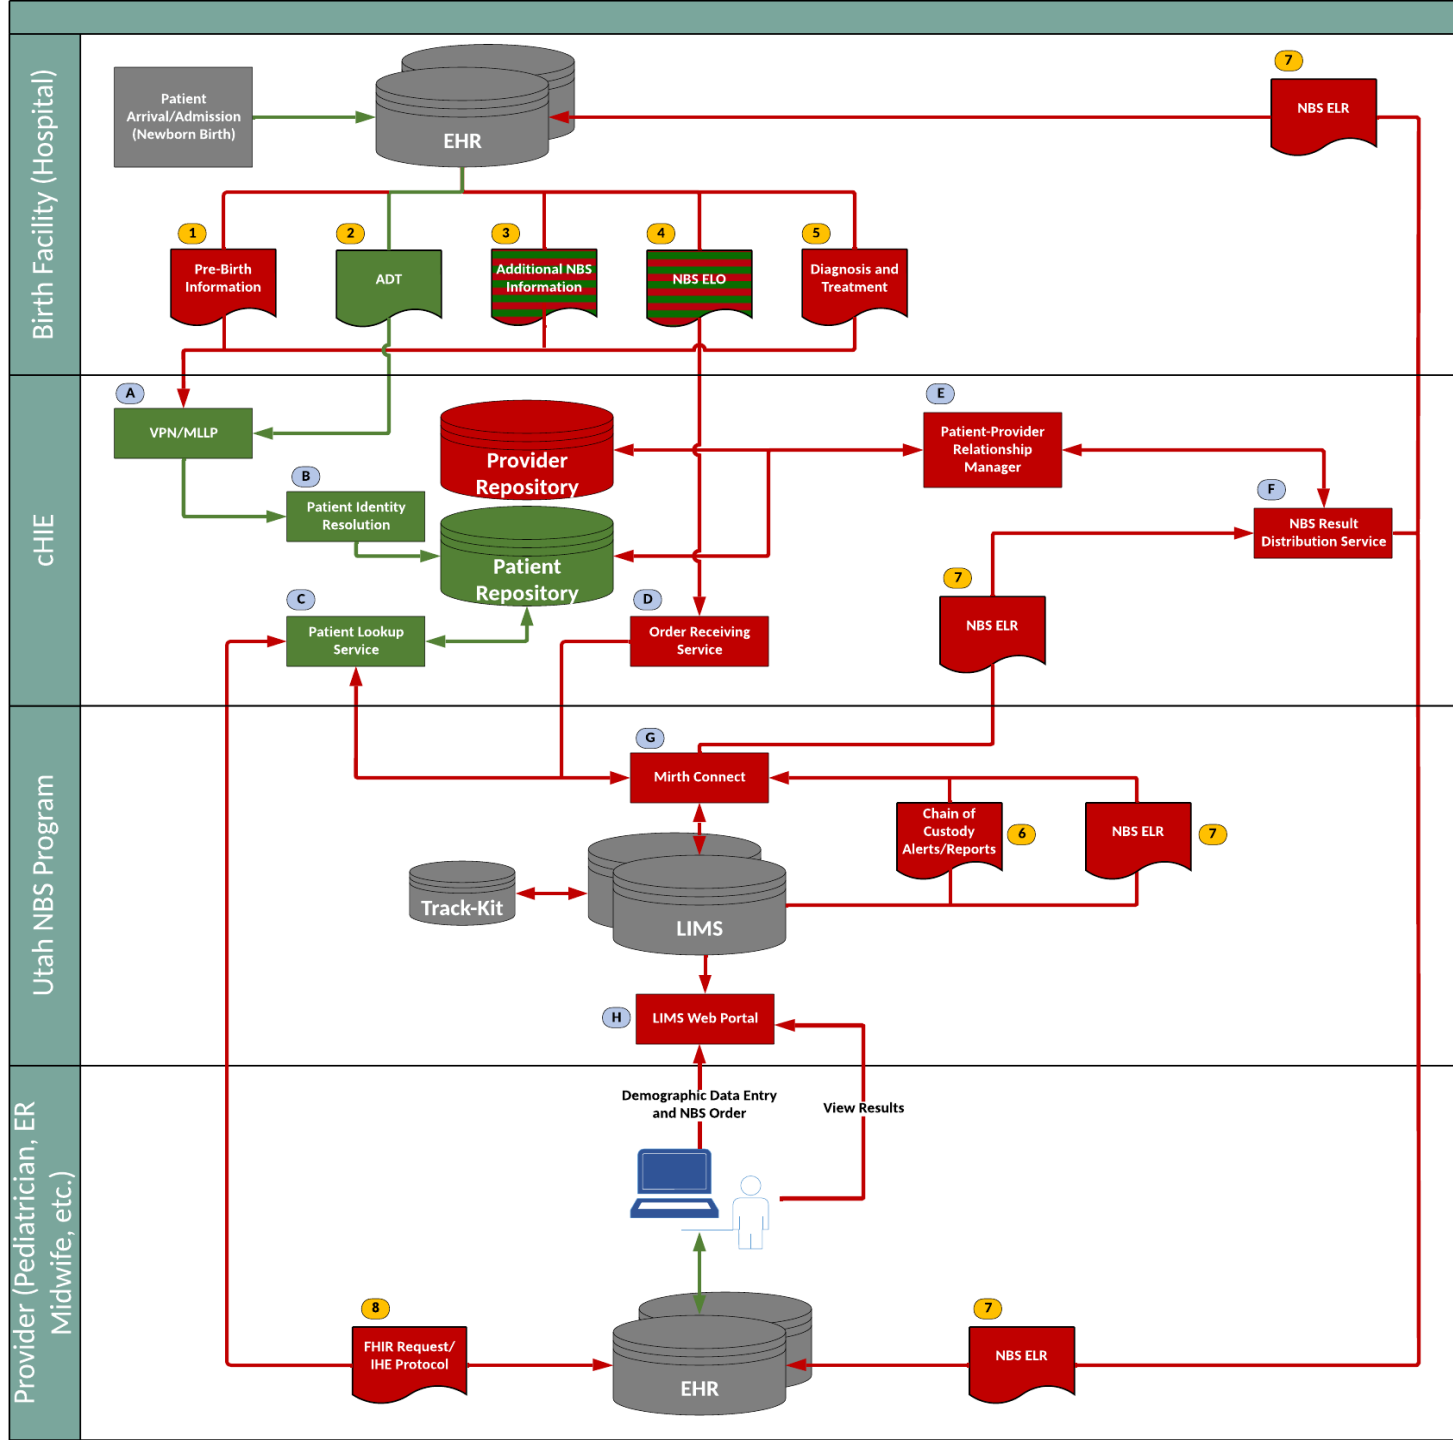 Birth Facility (Hospital)
Patient
Arrival/Admission
(Newborn Birth)
EHR
7
NBS ELR
1
Pre-Birth
Information
2
ADT
3
Additional NBS
Information
4
NBS ELO
5
Diagnosis and
Treatment
cHIE
A
VPN/MLLP
B
Patient Identity
Resolution
Provider
Repository
Patient
Repository
C
Patient Lookup
Service
D
Order Receiving
Service
E
Patient-Provider
Relationship
Manager
F
NBS Result
Distribution Service
7
NBS ELR
Utah NBS Program
G
Mirth Connect
Chain of
Custody
Alerts/Reports
6
NBS ELR
7
Track-Kit
LIMS
H
LIMS Web Portal
Provider (Pediatrician, ER
Midwife, etc.)
Demographic Data Entry
and NBS Order
View Results
8
FHIR Request/
IHE Protocol
EHR
7
NBS ELR